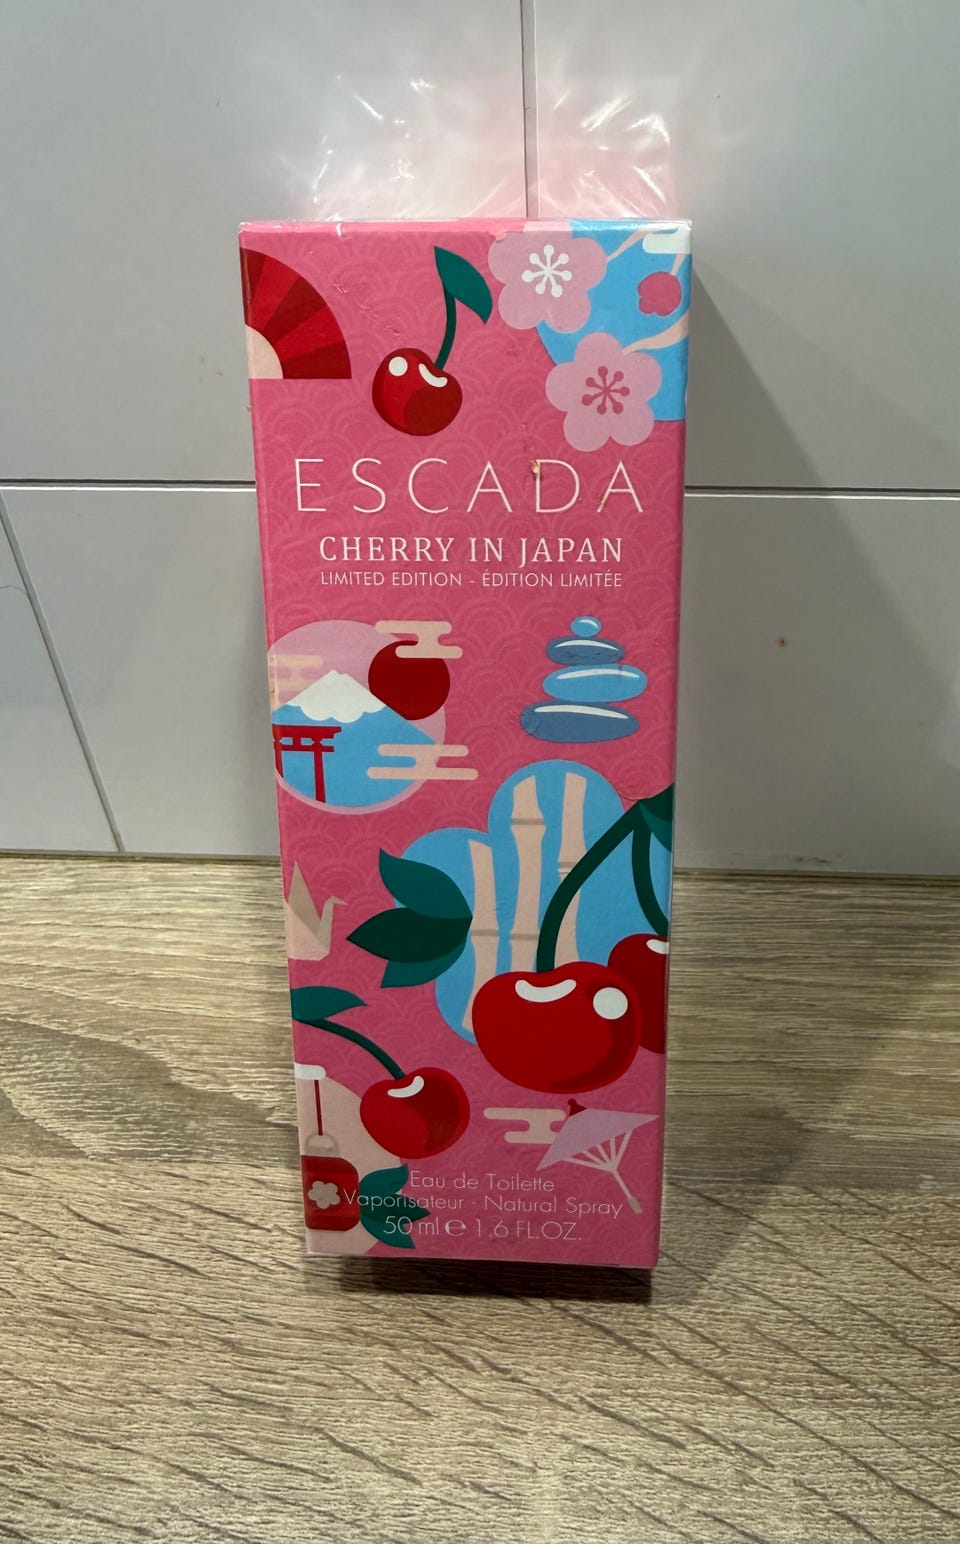 ESCADA
CHERRY IN JAPAN
LIMITED EDITION - ÉDITION LIMITÉE
Eau de Toilette
Vaporisateur - Natural Spray
50 ml ℮ 1,6 FL.OZ.